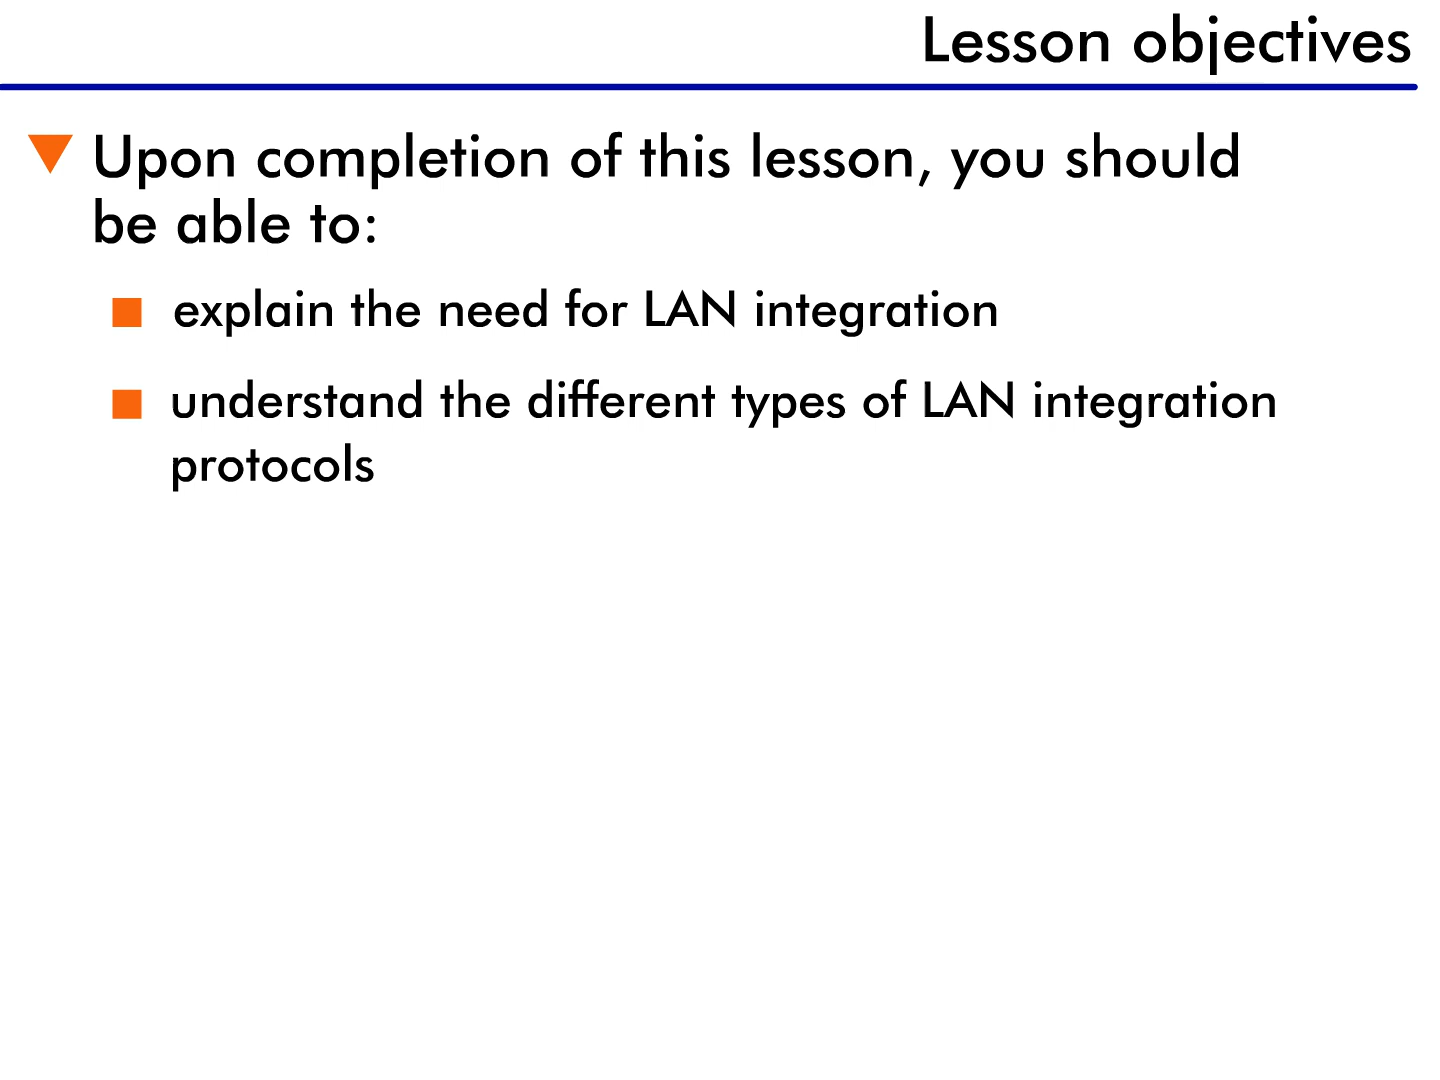 Lesson objectives
Upon completion of this lesson, you should
be able to:
explain the need for LAN integration
understand the different types of LAN integration
protocols